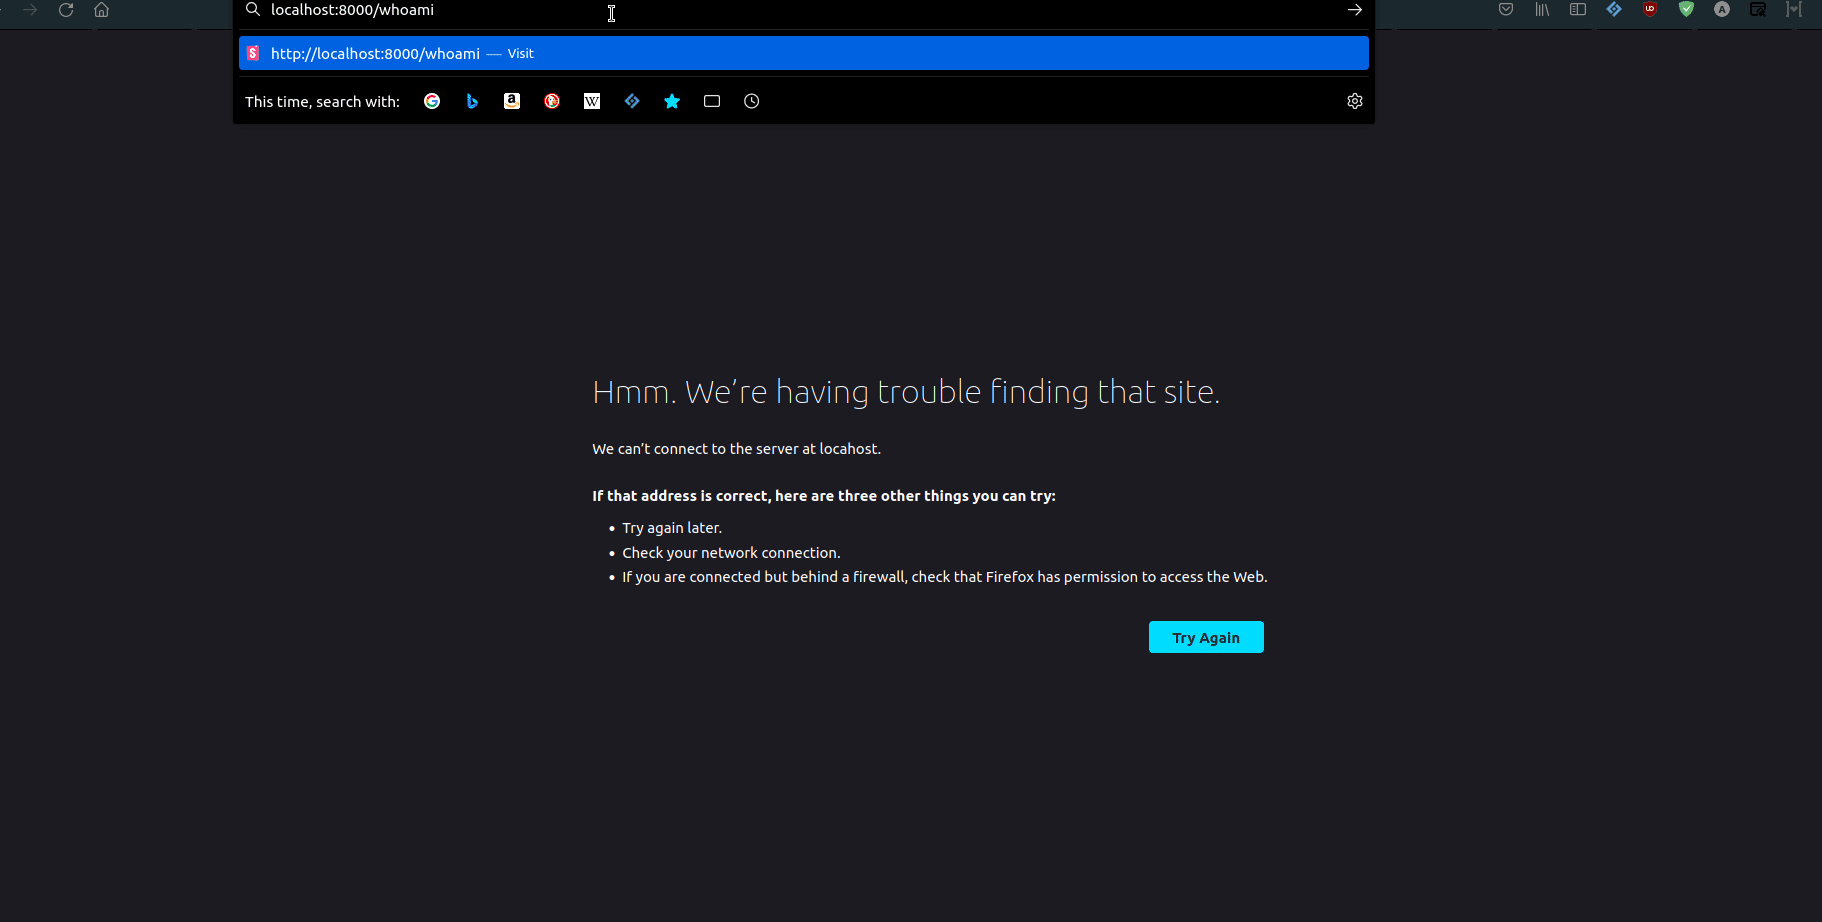 localhost:8000/whoami
http://localhost:8000/whoami — Visit
This time, search with:
Hmm. We’re having trouble finding that site.
We can’t connect to the server at locahost.
If that address is correct, here are three other things you can try:
• Try again later.
• Check your network connection.
• If you are connected but behind a firewall, check that Firefox has permission to access the Web.
Try Again